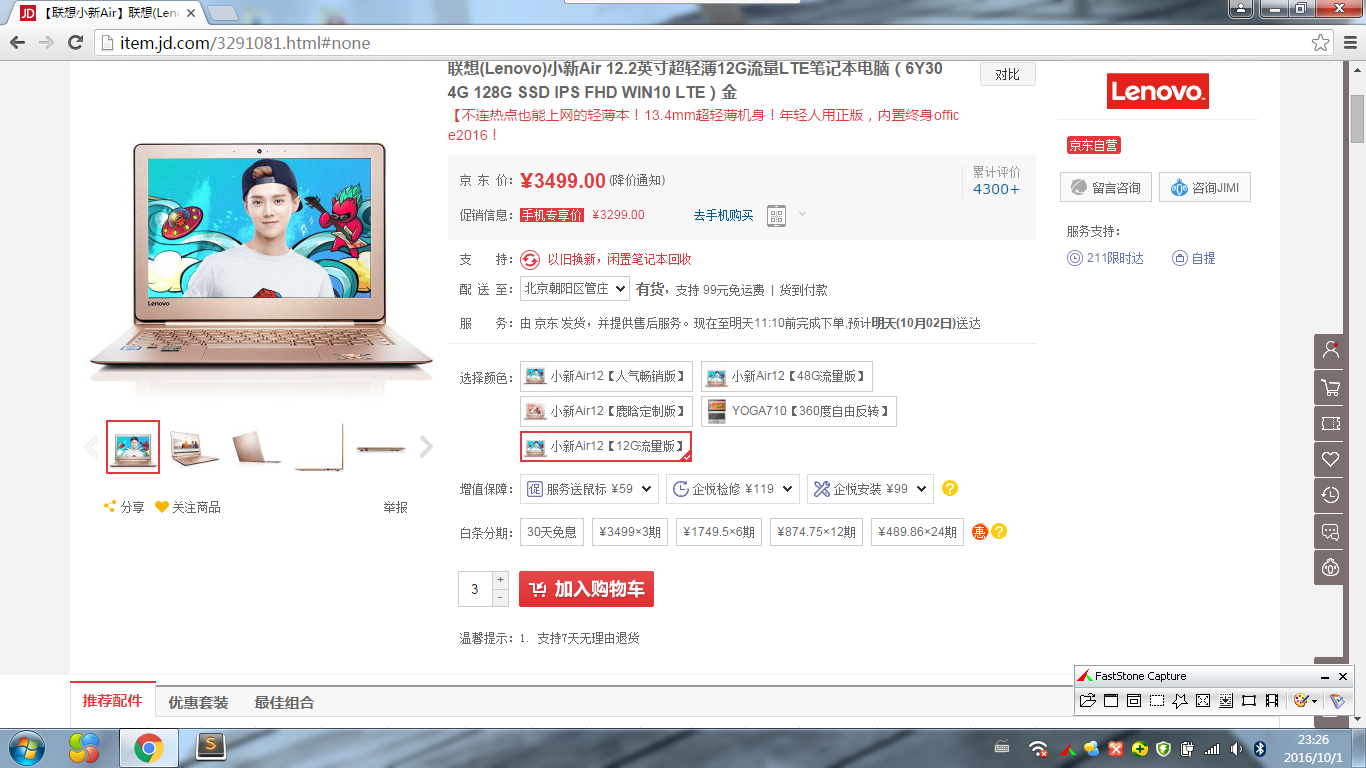 【联想小新Air】联想(Len
item.jd.com/3291081.html#none
联想(Lenovo)小新Air 12.2英寸超轻薄12G流量LTE笔记本电脑（6Y30
4G 128G SSD IPS FHD WIN10 LTE）金
对比
【不连热点也能上网的轻薄本！13.4mm超轻薄机身！年轻人用正版，内置终身offic
e2016！
京 东 价： ¥3499.00 (降价通知)
累计评价
4300+
促销信息： 手机专享价 ¥3299.00 去手机购买
支 持： 以旧换新，闲置笔记本回收
配 送 至： 北京朝阳区管庄 有货，支持 99元免运费 | 货到付款
服 务： 由 京东 发货，并提供售后服务。现在至明天11:10前完成下单,预计明天(10月02日)送达
选择颜色： 小新Air12【人气畅销版】 小新Air12【48G流量版】
小新Air12【鹿晗定制版】 YOGA710【360度自由反转】
小新Air12【12G流量版】
增值保障： 促 服务送鼠标 ¥59 企悦检修 ¥119 企悦安装 ¥99 ?
白条分期： 30天免息 ¥3499×3期 ¥1749.5×6期 ¥874.75×12期 ¥489.86×24期 惠 ?
3 + - 加入购物车
温馨提示：1. 支持7天无理由退货
Lenovo
分享 关注商品 举报
Lenovo
京东自营
留言咨询 咨询JIMI
服务支持：
211限时达 自提
推荐配件 优惠套装 最佳组合
FastStone Capture
23:26
2016/10/1